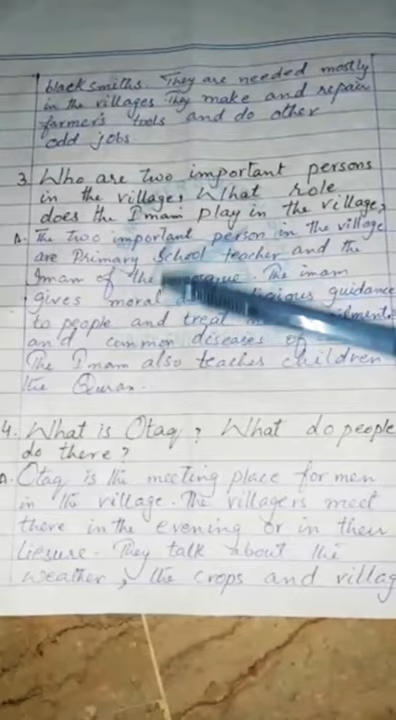 blacksmiths. They are needed mostly
in the villages They make and repair
farmer's tools and do other
odd jobs
3. Who are two important persons
in the village, What role
does the Imam play in the village?
A. The two important person in the village
are Primary School teacher and the
Imam of the The imam
gives moral guidance
to people and treat
and common diseases of
The Imam also teaches children
the Quran.
4. What is Otaq? What do people
do there?
A. Otaq is the meeting place for men
in the village. The villagers meet
there in the evening or in their
liesure. They talk about the
weather, the crops and villag